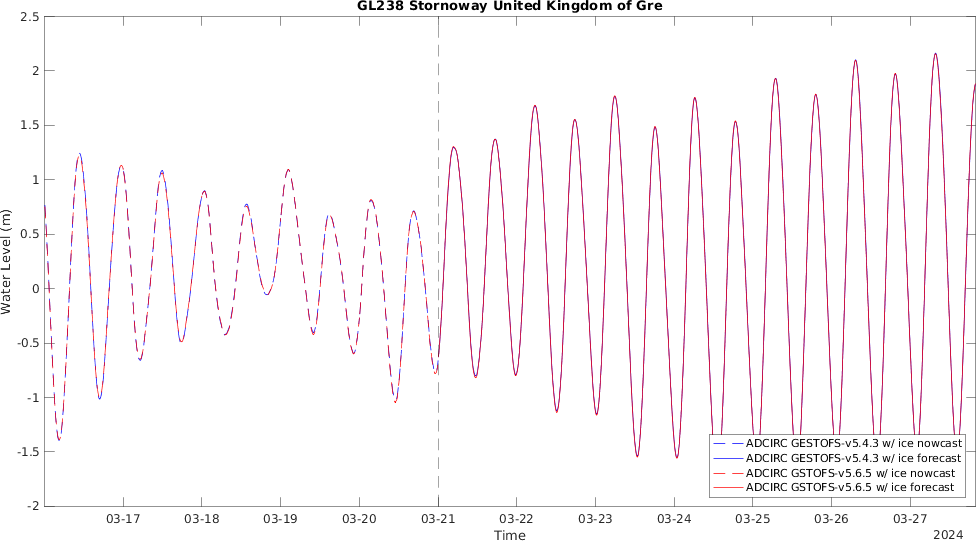 GL238 Stornoway United Kingdom of Gre
2.5
2
1.5
1
0.5
0
-0.5
-1
-1.5
-2
Water Level (m)
03-17 03-18 03-19 03-20 03-21 03-22 03-23 03-24 03-25 03-26 03-27
Time
2024
ADCIRC GESTOFS-v5.4.3 w/ ice nowcast
ADCIRC GESTOFS-v5.4.3 w/ ice forecast
ADCIRC GSTOFS-v5.6.5 w/ ice nowcast
ADCIRC GSTOFS-v5.6.5 w/ ice forecast